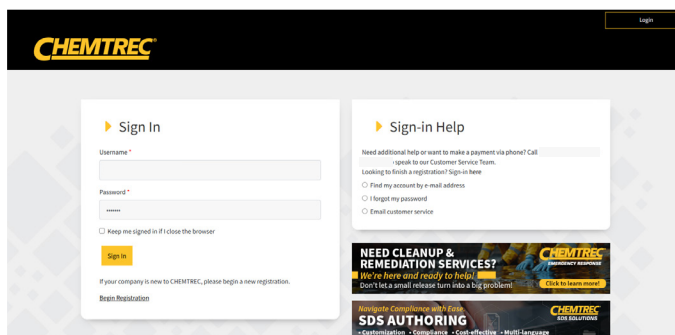 Login
CHEMTREC®
Sign In
Username *
Password *
•••••••
Keep me signed in if I close the browser
Sign In
If your company is new to CHEMTREC, please begin a new registration.
Begin Registration
Sign-in Help
Need additional help or want to make a payment via phone? Call
speak to our Customer Service Team.
Looking to finish a registration? Sign-in here
Find my account by e-mail address
I forgot my password
Email customer service
NEED CLEANUP &
REMEDIATION SERVICES?
We're here and ready to help!
Don't let a small release turn into a big problem!
CHEMTREC
EMERGENCY RESPONSE
Click to learn more!
Navigate Compliance with Ease
SDS AUTHORING
• Customization • Compliance • Cost-effective • Multi-language
CHEMTREC
SDS SOLUTIONS